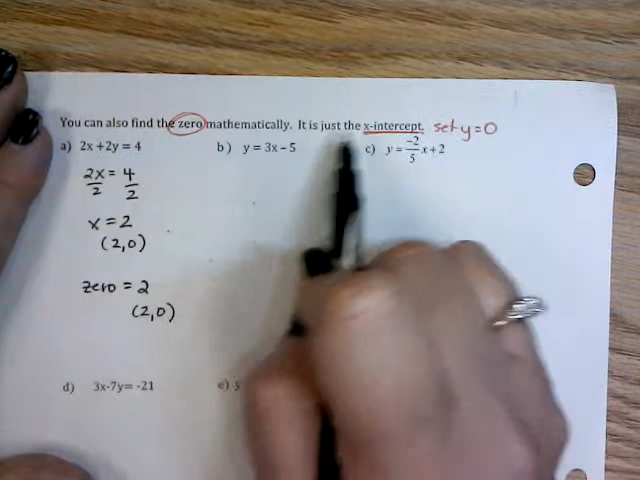 You can also find the zero mathematically. It is just the x-intercept. set y=0
a) 2x +2y = 4 b) y = 3x – 5 c) y = -2/5 x + 2
2x/2 = 4/2
x = 2
(2,0)
zero = 2
(2,0)
d) 3x-7y= -21 e)